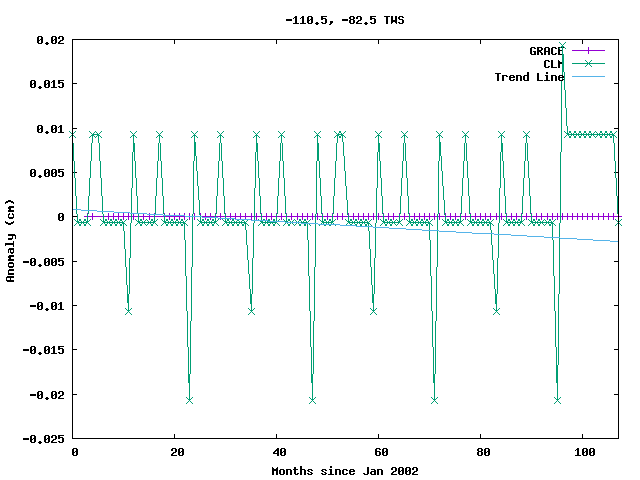 -110.5, -82.5 TWS
GRACE
CLM
Trend Line
0.02
0.015
0.01
0.005
0
-0.005
-0.01
-0.015
-0.02
-0.025
Anomaly (cm)
0 20 40 60 80 100
Months since Jan 2002